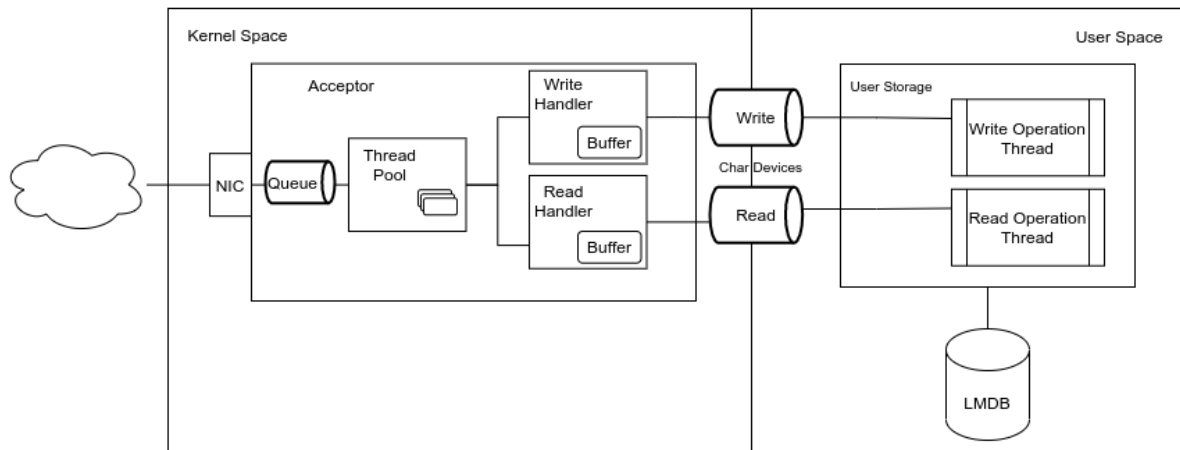 Kernel Space
User Space
Acceptor
Write
Handler
Buffer
Write
User Storage
Write Operation
Thread
NIC
Queue
Thread
Pool
Char Devices
Read
Handler
Buffer
Read
Read Operation
Thread
LMDB